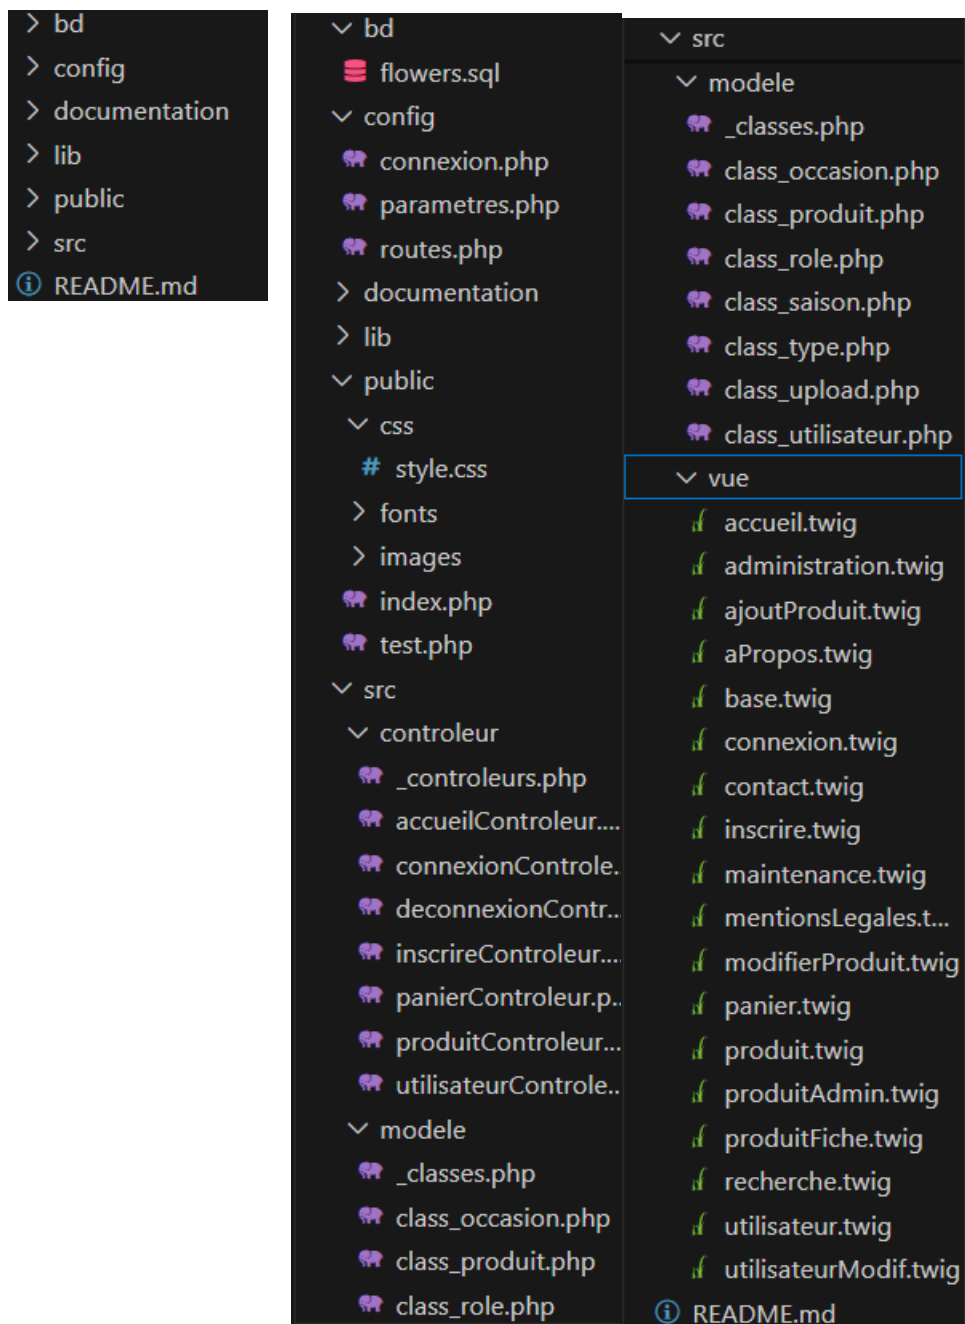 bd
config
documentation
lib
public
src
README.md
bd
flowers.sql
config
connexion.php
parametres.php
routes.php
documentation
lib
public
css
style.css
fonts
images
index.php
test.php
src
controleur
_controleurs.php
accueilControleur....
connexionControle..
deconnexionContr...
inscrireControleur....
panierControleur.p..
produitControleur...
utilisateurControle..
modele
_classes.php
class_occasion.php
class_produit.php
class_role.php
src
modele
_classes.php
class_occasion.php
class_produit.php
class_role.php
class_saison.php
class_type.php
class_upload.php
class_utilisateur.php
vue
accueil.twig
administration.twig
ajoutProduit.twig
aPropos.twig
base.twig
connexion.twig
contact.twig
inscrire.twig
maintenance.twig
mentionsLegales.t...
modifierProduit.twig
panier.twig
produit.twig
produitAdmin.twig
produitFiche.twig
recherche.twig
utilisateur.twig
utilisateurModif.twig
README.md